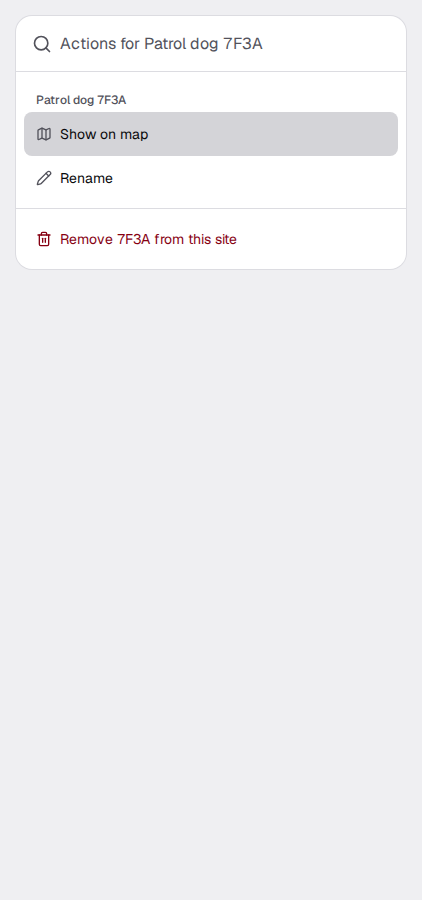 Actions for Patrol dog 7F3A
Patrol dog 7F3A
Show on map
Rename
Remove 7F3A from this site